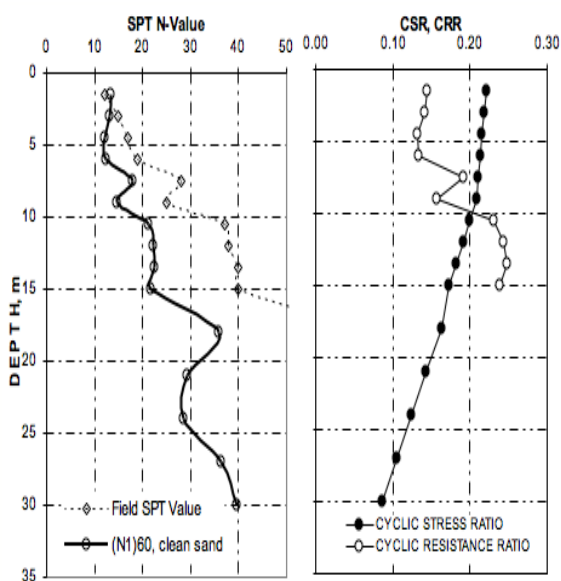 SPT N-Value
0 10 20 30 40 50
CSR, CRR
0.00 0.10 0.20 0.30
DEPTH, m
0
5
10
15
20
25
30
35
Field SPT Value
(N1)60, clean sand
CYCLIC STRESS RATIO
CYCLIC RESISTANCE RATIO